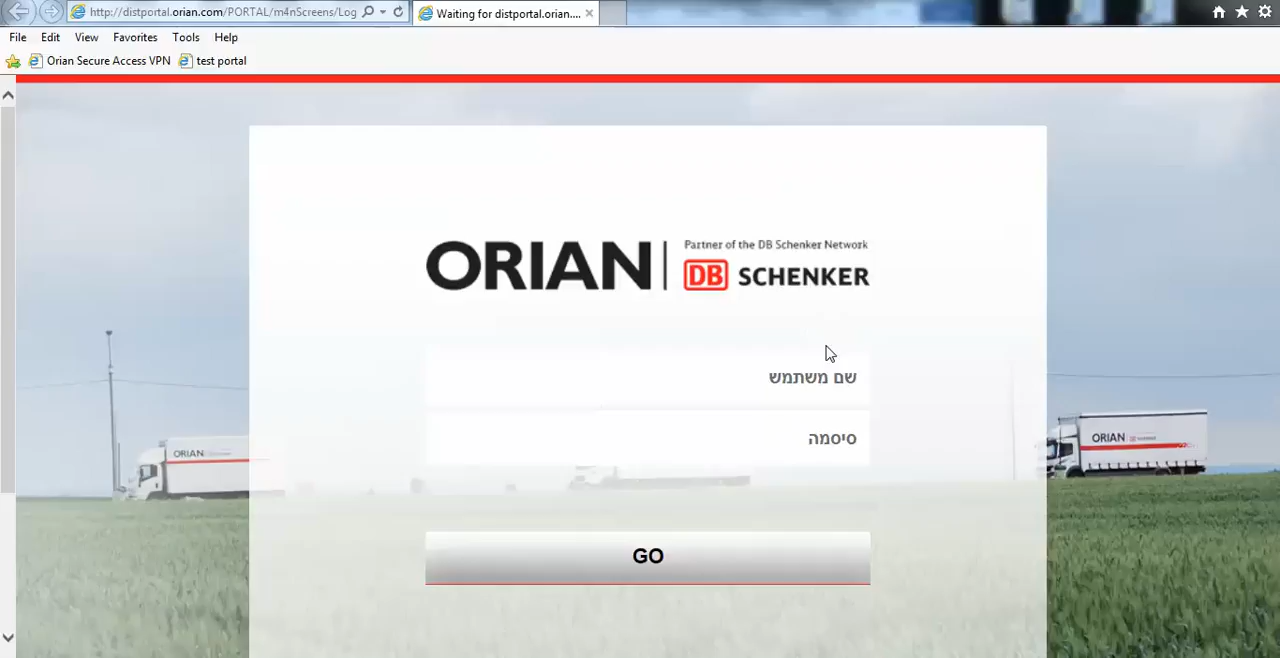 http://distportal.orian.com/PORTAL/m4nScreens/Log
Waiting for distportal.orian....
File Edit View Favorites Tools Help
Orian Secure Access VPN test portal
ORIAN
Partner of the DB Schenker Network
DB SCHENKER
שם משתמש
סיסמה
ORIAN
ORIAN
GO